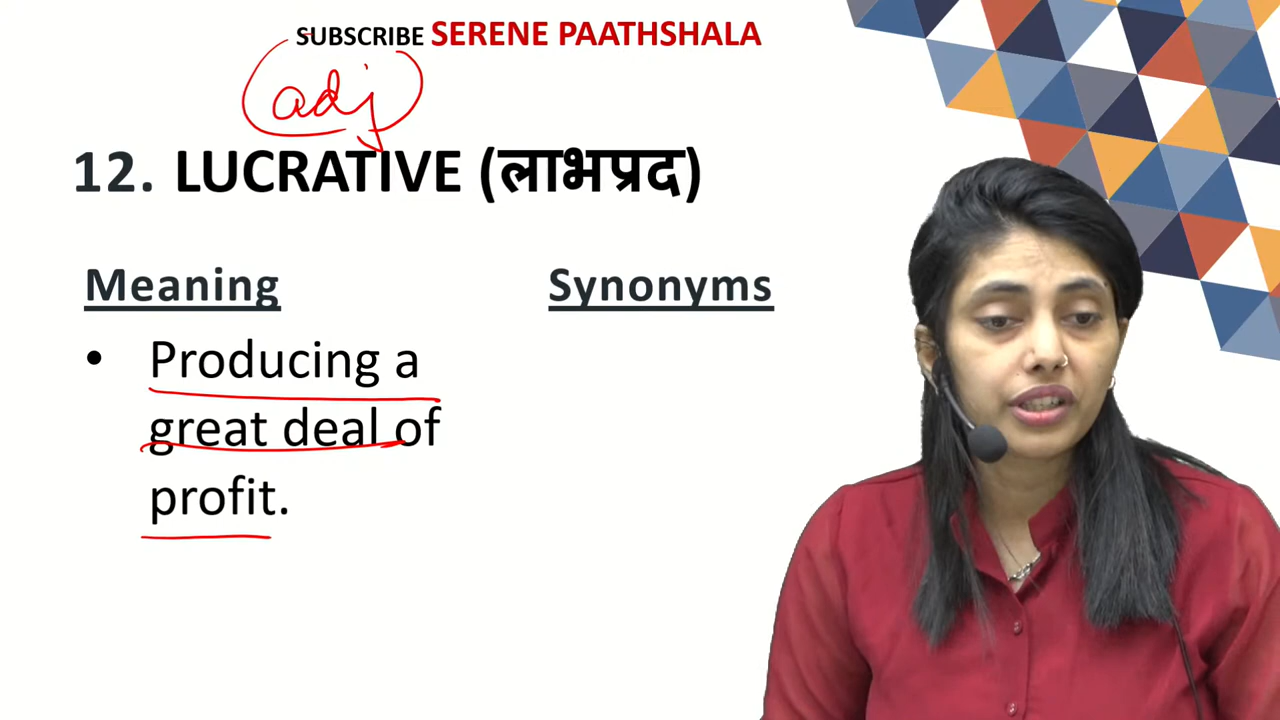 SUBSCRIBE SERENE PAATHSHALA
adj
12. LUCRATIVE (लाभप्रद)
Meaning
Synonyms
• Producing a
great deal of
profit.